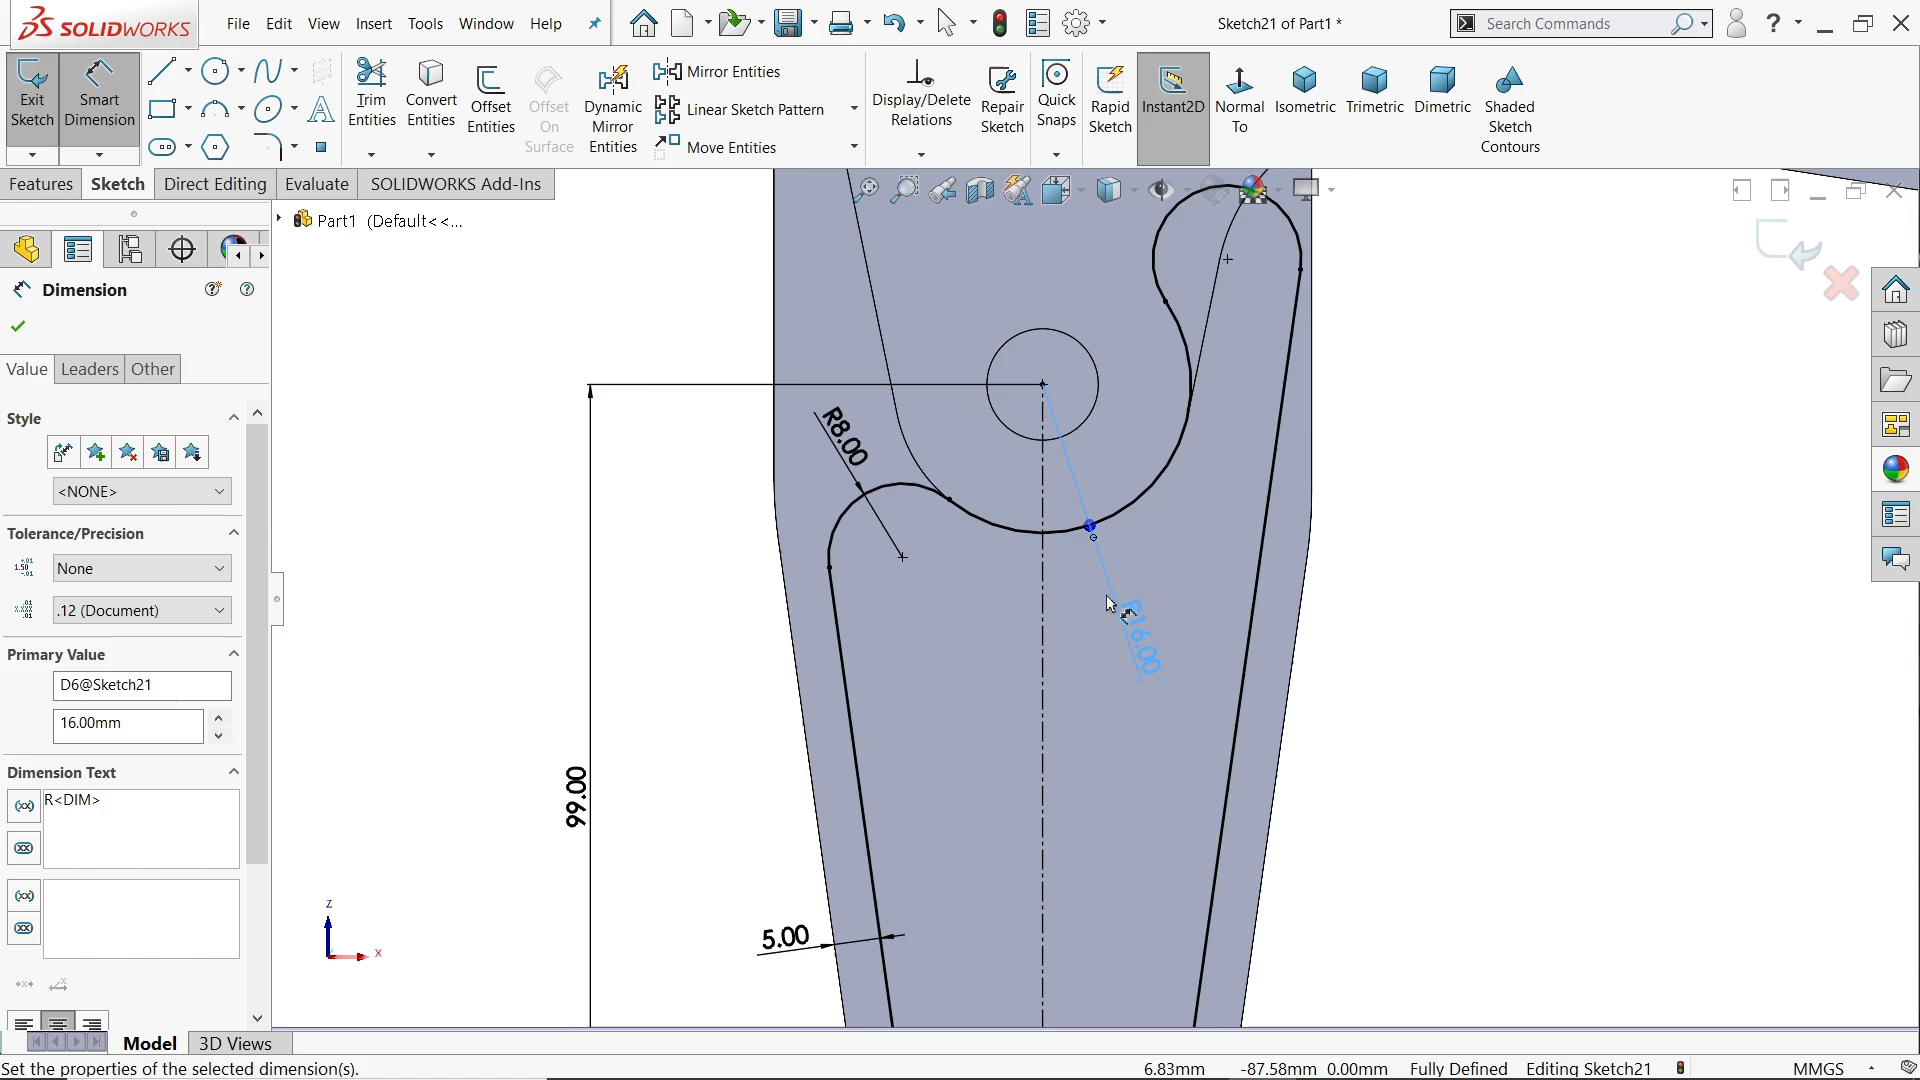 SOLIDWORKS
File Edit View Insert Tools Window Help
Sketch21 of Part1 *
Search Commands
Exit Sketch
Smart Dimension
Trim Entities
Convert Entities
Offset Entities
Offset On Surface
Dynamic Mirror Entities
Mirror Entities
Linear Sketch Pattern
Move Entities
Display/Delete Relations
Repair Sketch
Quick Snaps
Rapid Sketch
Instant2D
Normal To
Isometric
Trimetric
Dimetric
Shaded Sketch Contours
Features Sketch Direct Editing Evaluate SOLIDWORKS Add-Ins
Part1 (Default<<...
Dimension
Value Leaders Other
Style
<NONE>
Tolerance/Precision
None
.12 (Document)
Primary Value
D6@Sketch21
16.00mm
Dimension Text
R<DIM>
R8.00
R16.00
99.00
5.00
Z
X
Model 3D Views
Set the properties of the selected dimension(s).
6.83mm -87.58mm 0.00mm Fully Defined Editing Sketch21 MMGS